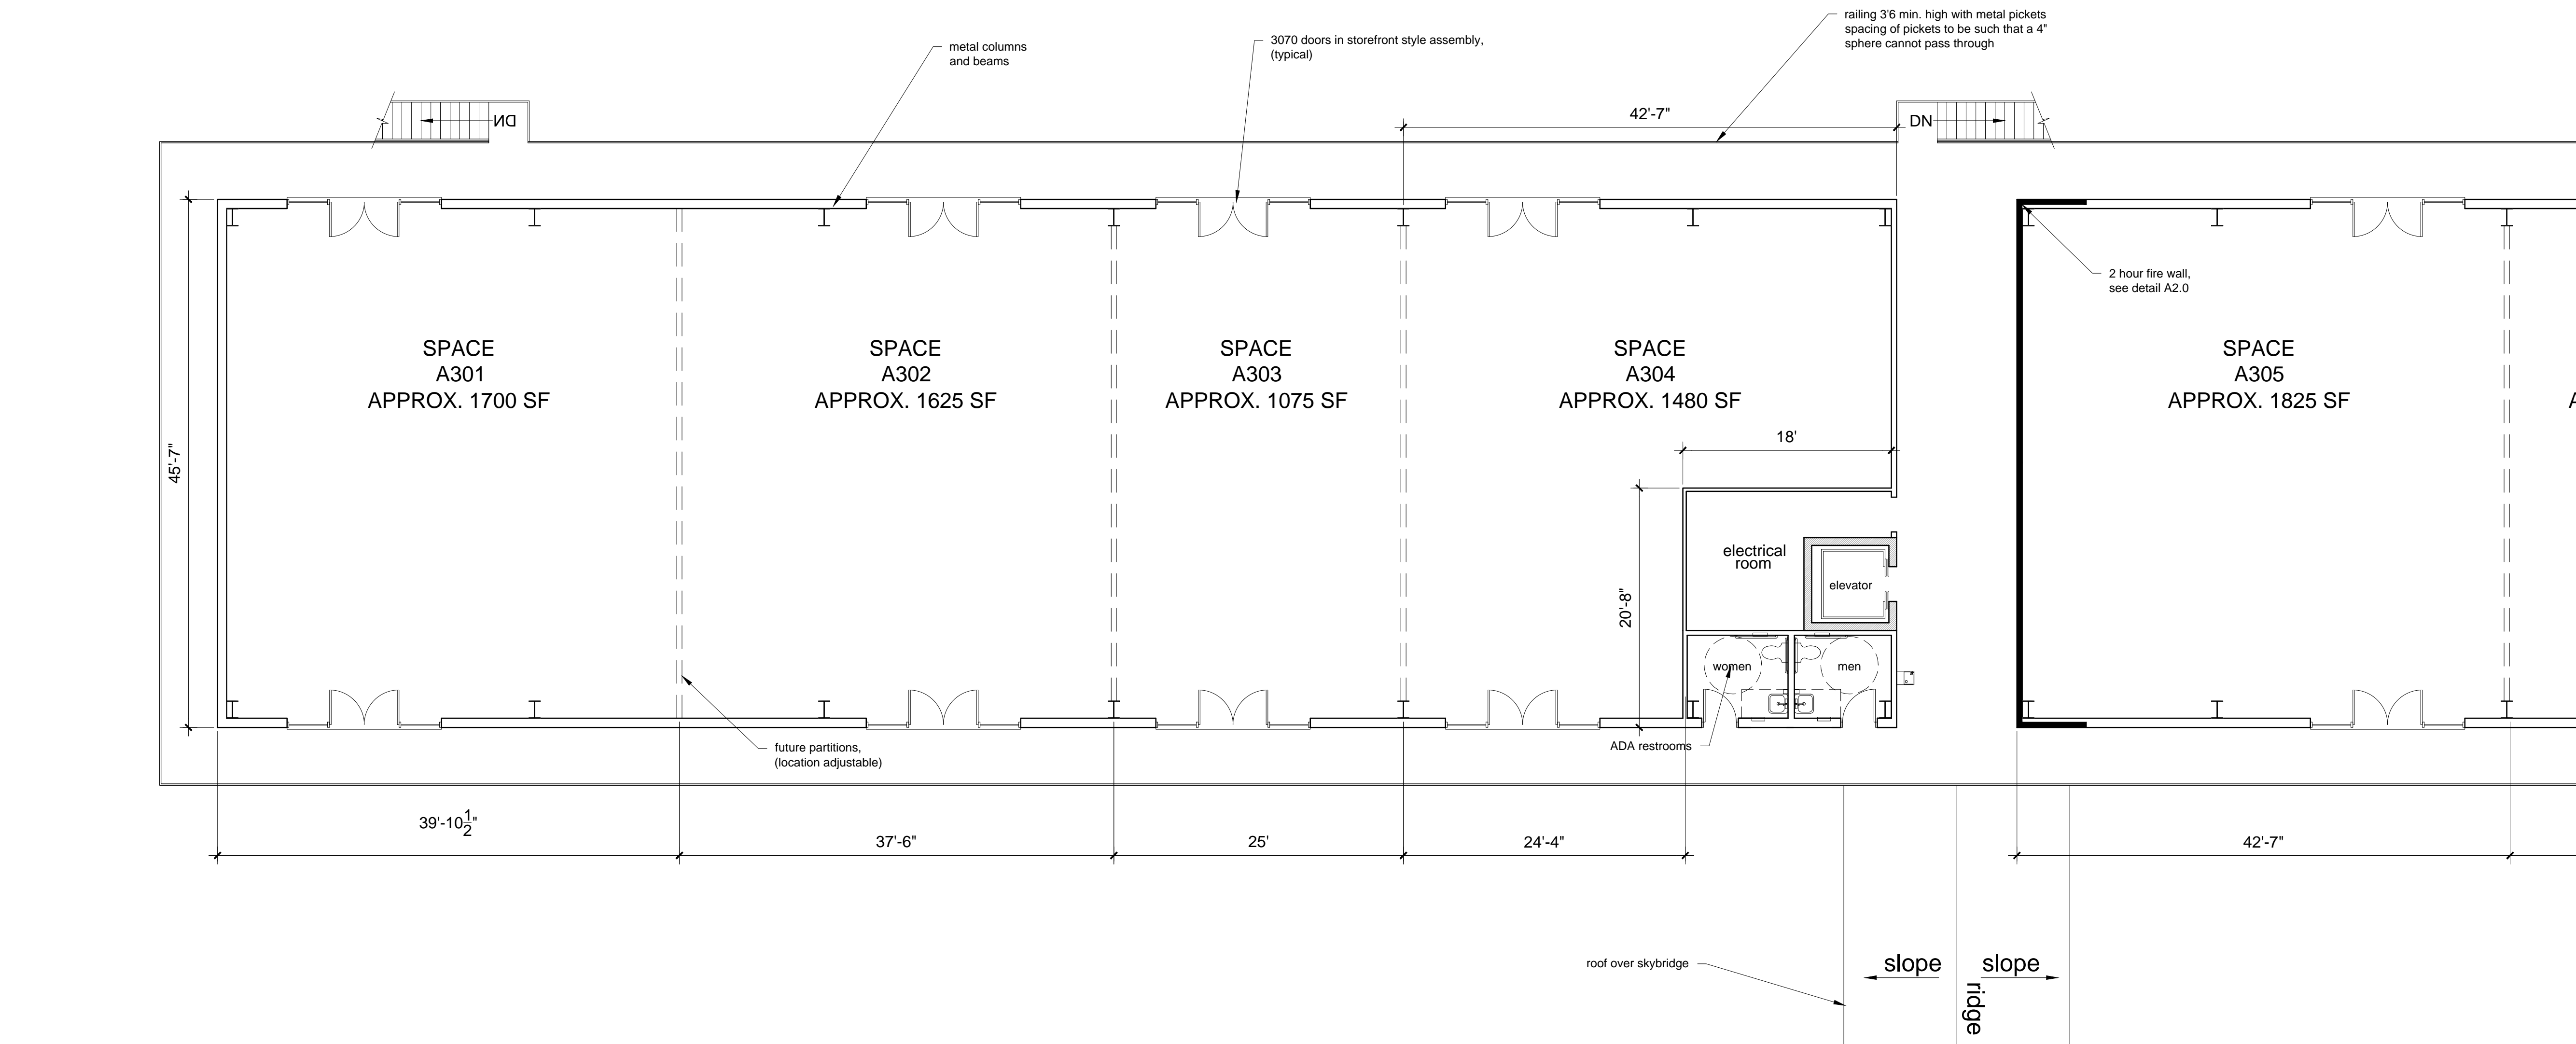 railing 3'6 min. high with metal pickets
spacing of pickets to be such that a 4"
sphere cannot pass through
3070 doors in storefront style assembly,
(typical)
metal columns
and beams
DN
42'-7"
DN
2 hour fire wall,
see detail A2.0
SPACE
A301
APPROX. 1700 SF
SPACE
A302
APPROX. 1625 SF
SPACE
A303
APPROX. 1075 SF
SPACE
A304
APPROX. 1480 SF
SPACE
A305
APPROX. 1825 SF
A
45'-7"
18'
electrical
room
elevator
20'-8"
women
men
future partitions,
(location adjustable)
ADA restrooms
39'-10 1/2"
37'-6"
25'
24'-4"
42'-7"
roof over skybridge
slope
slope
ridge